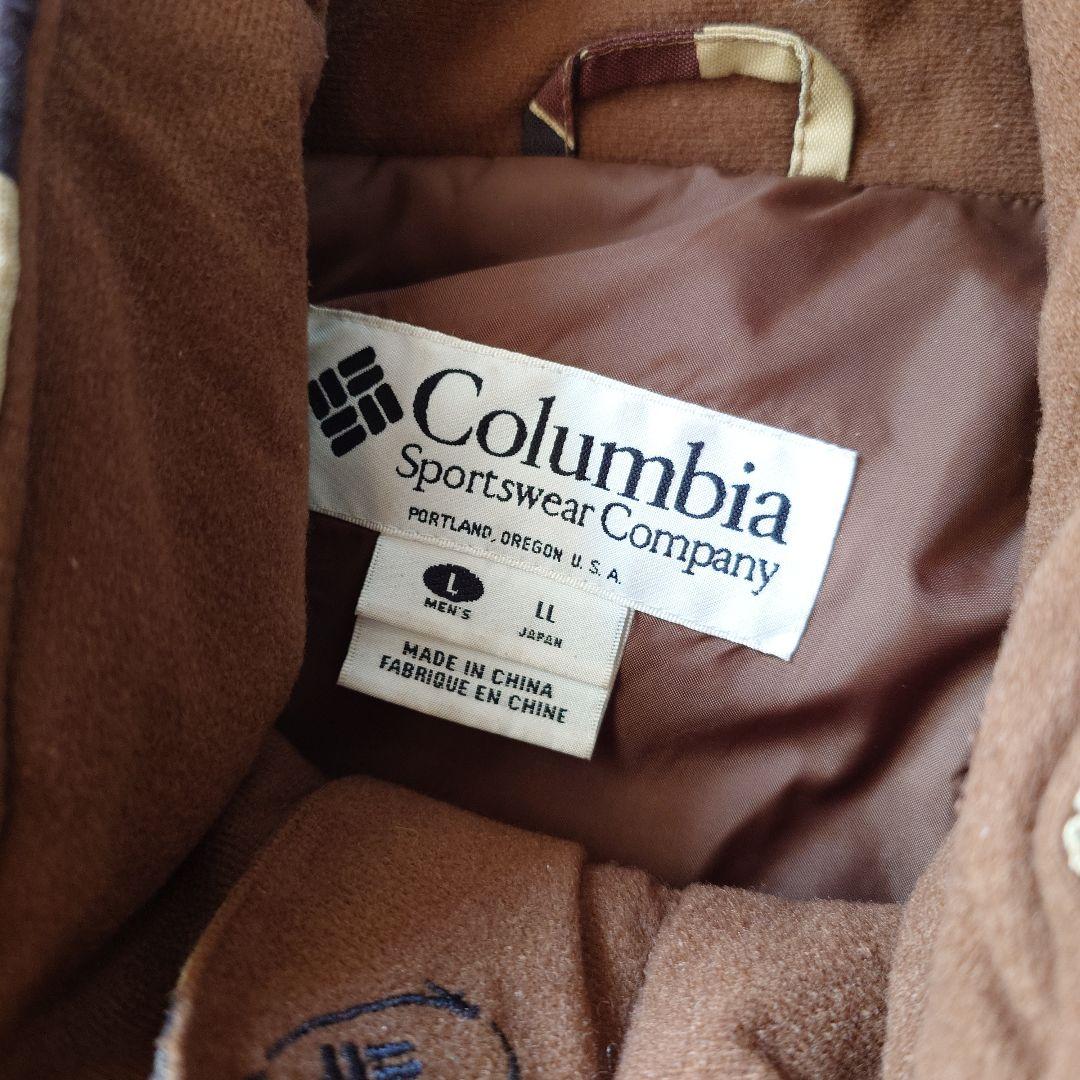 Columbia
Sportswear Company
PORTLAND, OREGON U.S.A.
L LL
MEN'S JAPAN
MADE IN CHINA
FABRIQUE EN CHINE